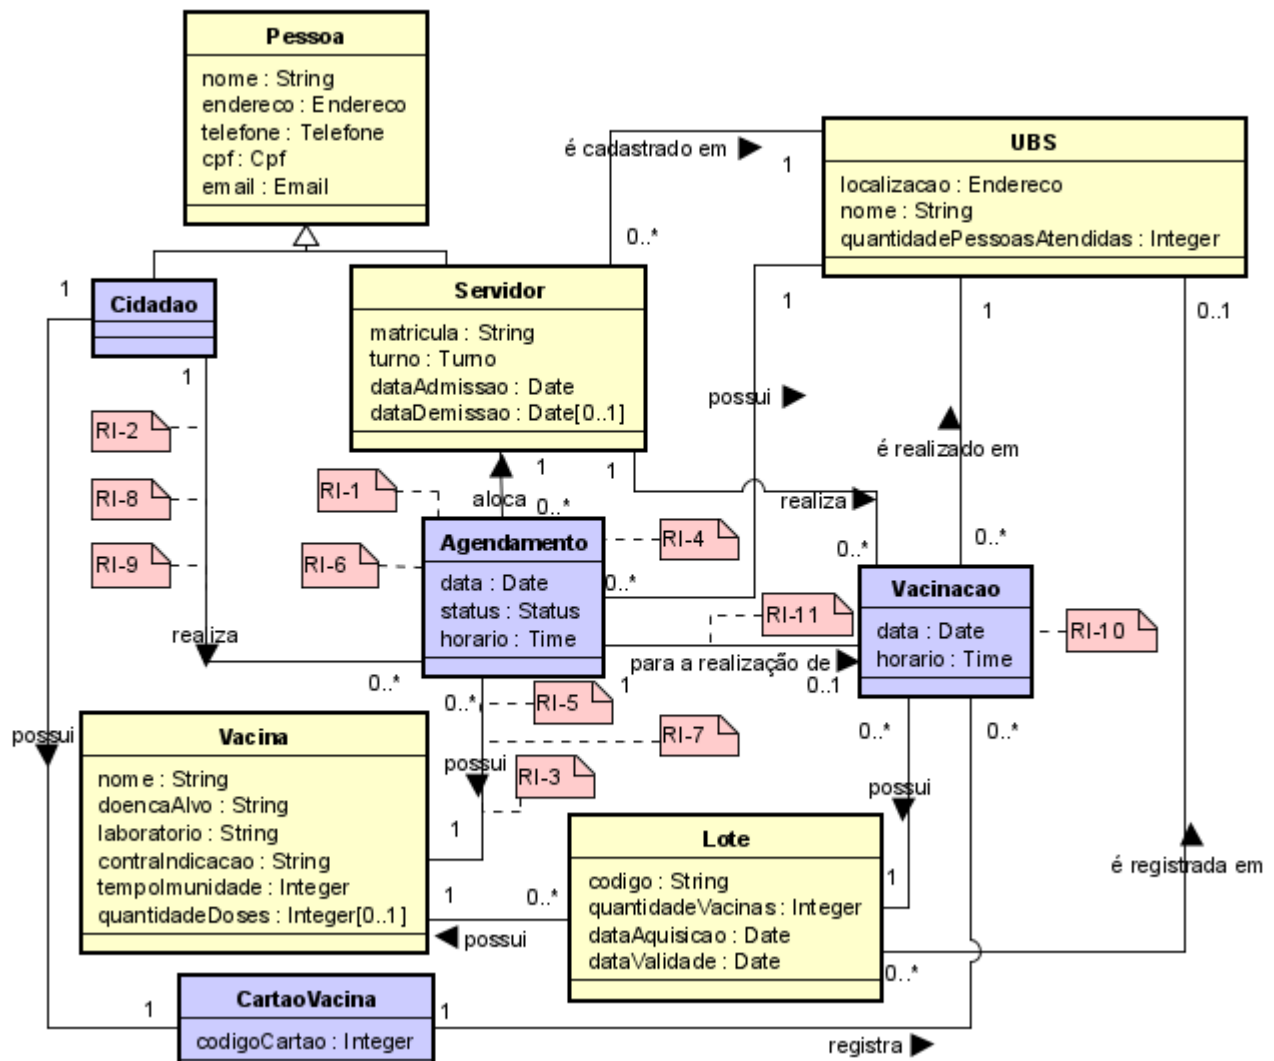 Pessoa
nome : String
endereco : Endereco
telefone : Telefone
cpf : Cpf
email : Email
é cadastrado em
1
0..*
UBS
localizacao : Endereco
nome : String
quantidadePessoasAtendidas : Integer
1
Cidadao
1
Servidor
matricula : String
turno : Turno
dataAdmissao : Date
dataDemissao : Date[0..1]
1
1
0..1
possui
é realizado em
RI-2
RI-8
RI-9
RI-1
RI-6
aloca
1
0..*
1
realiza
0..*
0..*
RI-4
0..*
Agendamento
data : Date
status : Status
horario : Time
Vacinacao
data : Date
horario : Time
RI-11
RI-10
realiza
0..*
para a realização de
1
0..1
0..*
RI-5
RI-7
RI-3
possui
1
possui
Vacina
nome : String
doencaAlvo : String
laboratorio : String
contraIndicacao : String
tempoImunidade : Integer
quantidadeDoses : Integer[0..1]
0..*
0..*
possui
1
Lote
codigo : String
quantidadeVacinas : Integer
dataAquisicao : Date
dataValidade : Date
é registrada em
0..*
1
0..*
possui
CartaoVacina
codigoCartao : Integer
1
1
registra